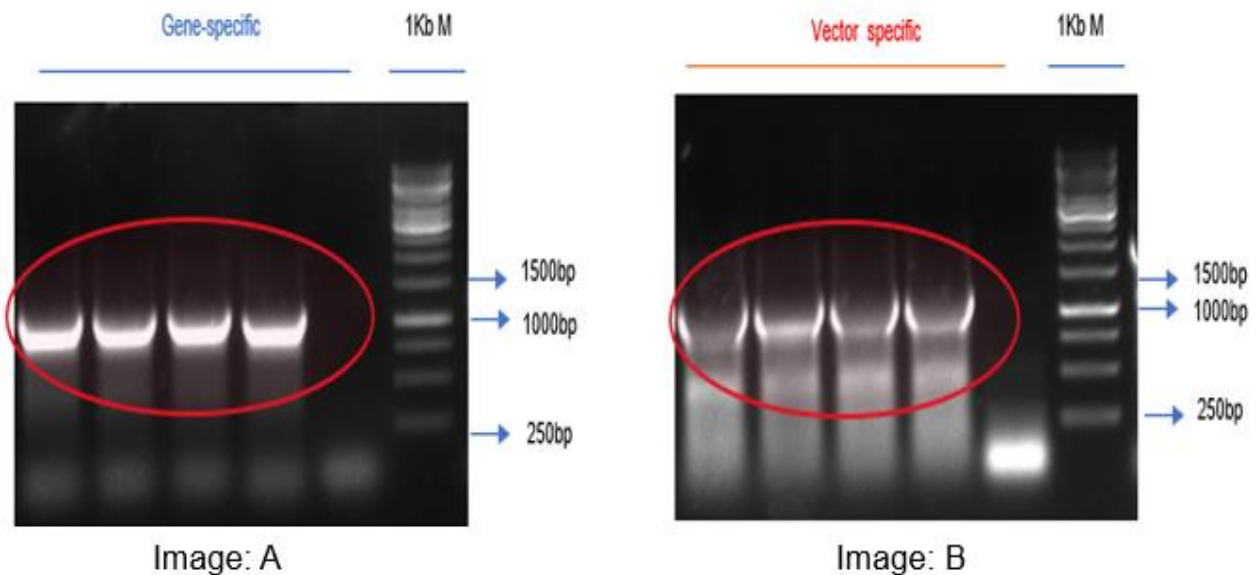 Gene-specific
1Kb M
1500bp
1000bp
250bp
Image: A
Vector specific
1Kb M
1500bp
1000bp
250bp
Image: B